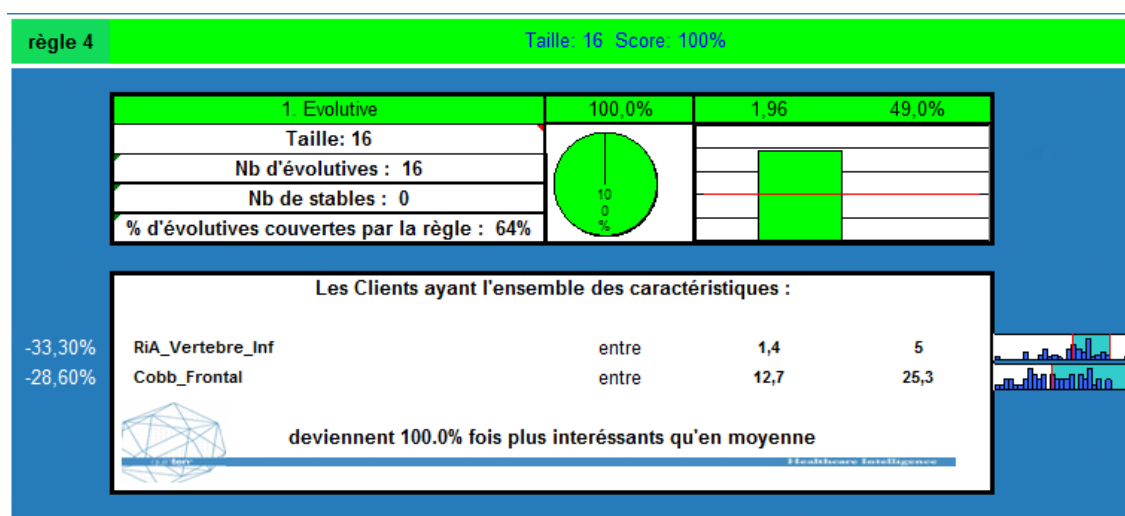 règle 4 Taille: 16 Score: 100%
1. Evolutive 100,0% 1,96 49,0%
Taille: 16
Nb d'évolutives : 16
Nb de stables : 0
% d'évolutives couvertes par la règle : 64%
10
0
%
Les Clients ayant l'ensemble des caractéristiques :
-33,30% RiA_Vertebre_Inf entre 1,4 5
-28,60% Cobb_Frontal entre 12,7 25,3
deviennent 100.0% fois plus interéssants qu'en moyenne
Healthcare Intelligence